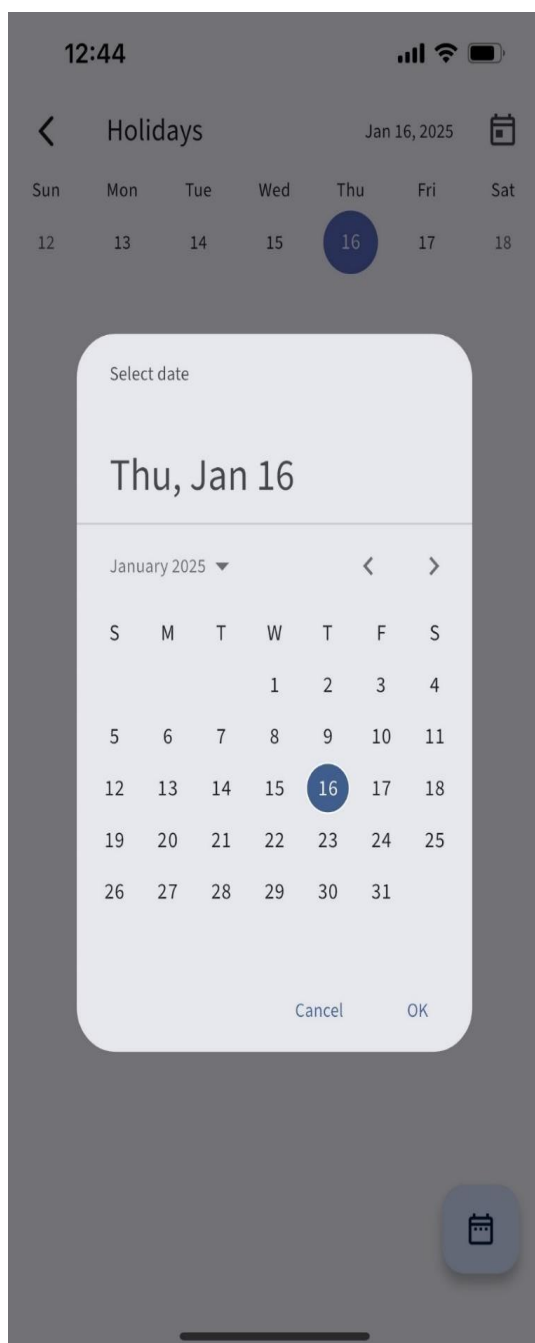 12:44
Holidays Jan 16, 2025
Sun Mon Tue Wed Thu Fri Sat
12 13 14 15 16 17 18
Select date
Thu, Jan 16
January 2025
S M T W T F S
1 2 3 4
5 6 7 8 9 10 11
12 13 14 15 16 17 18
19 20 21 22 23 24 25
26 27 28 29 30 31
Cancel OK